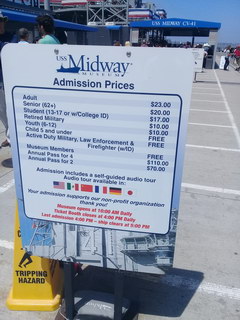 USS MIDWAY CV-41
USS
Midway
MUSEUM
Admission Prices
Adult $23.00
Senior (62+) $20.00
Student (13-17 or w/College ID) $17.00
Retired Military $10.00
Youth (6-12) $10.00
Child 5 and under FREE
Active Duty Military, Law Enforcement & FREE
Firefighter (w/ID)
Museum Members FREE
Annual Pass for 4 $110.00
Annual Pass for 2 $70.00
Admission includes a self-guided audio tour
Audio tour available in:
Your admission supports our non-profit organization
thank you!
Museum opens at 10:00 AM Daily
Ticket Booth closes at 4:00 PM Daily
Last admission 4:00 PM - ship clears at 5:00 PM
TRIPPING
HAZARD